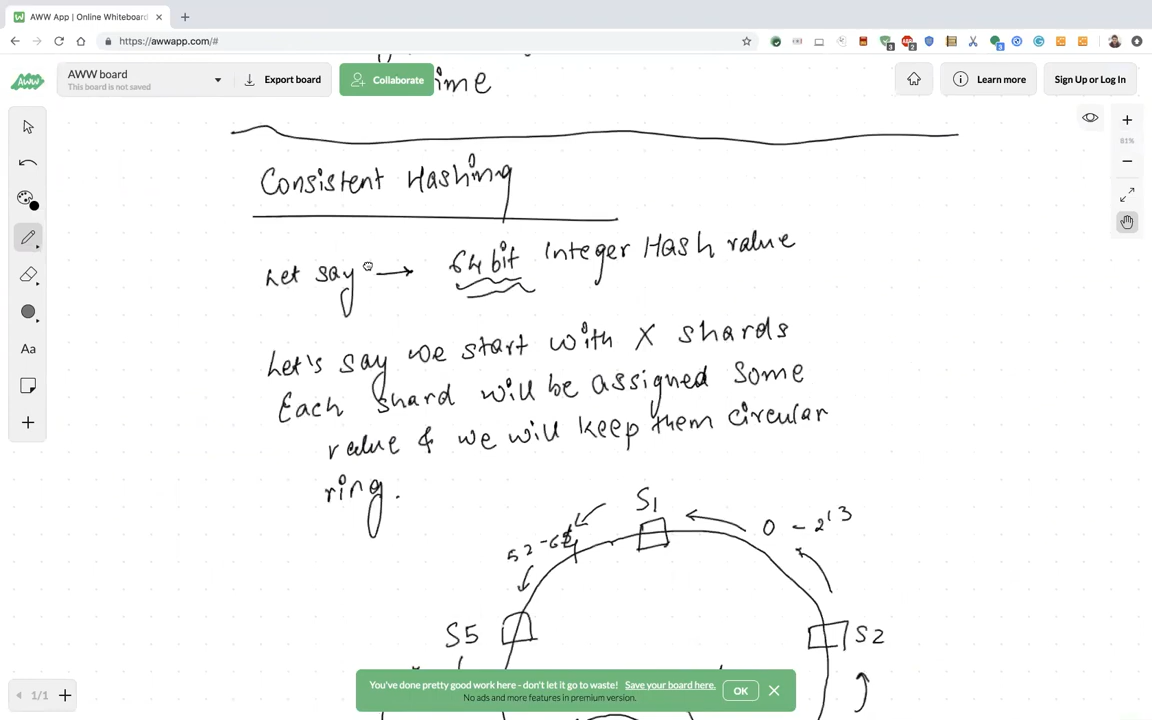 AWW App | Online Whiteboard
https://awwapp.com/#
AWW
AWW board
This board is not saved
Export board
Collaborate
Learn more
Sign Up or Log In
ime
81%
Consistent Hashing
Let say → 64 bit Integer Hash value
Let's say we start with X shards
Each shard will be assigned some
value & we will keep them circular
ring.
S1
0 - 2^13
S5
S2
Aa
You've done pretty good work here - don't let it go to waste! Save your board here.
No ads and more features in premium version.
OK
1/1